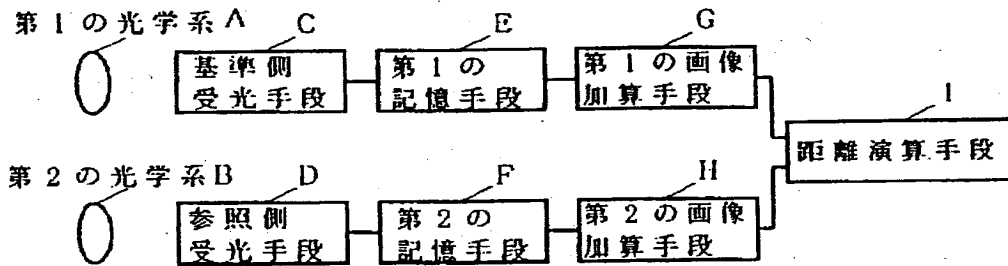 第1の光学系A
C
E
G
I
基準側
受光手段
第1の
記憶手段
第1の画像
加算手段
距離演算手段
第2の光学系B
D
F
H
参照側
受光手段
第2の
記憶手段
第2の画像
加算手段